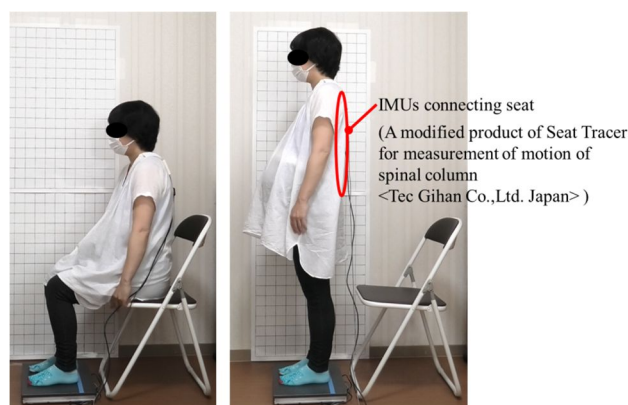 IMUs connecting seat
(A modified product of Seat Tracer
for measurement of motion of
spinal column
<Tec Gihan Co.,Ltd. Japan> )